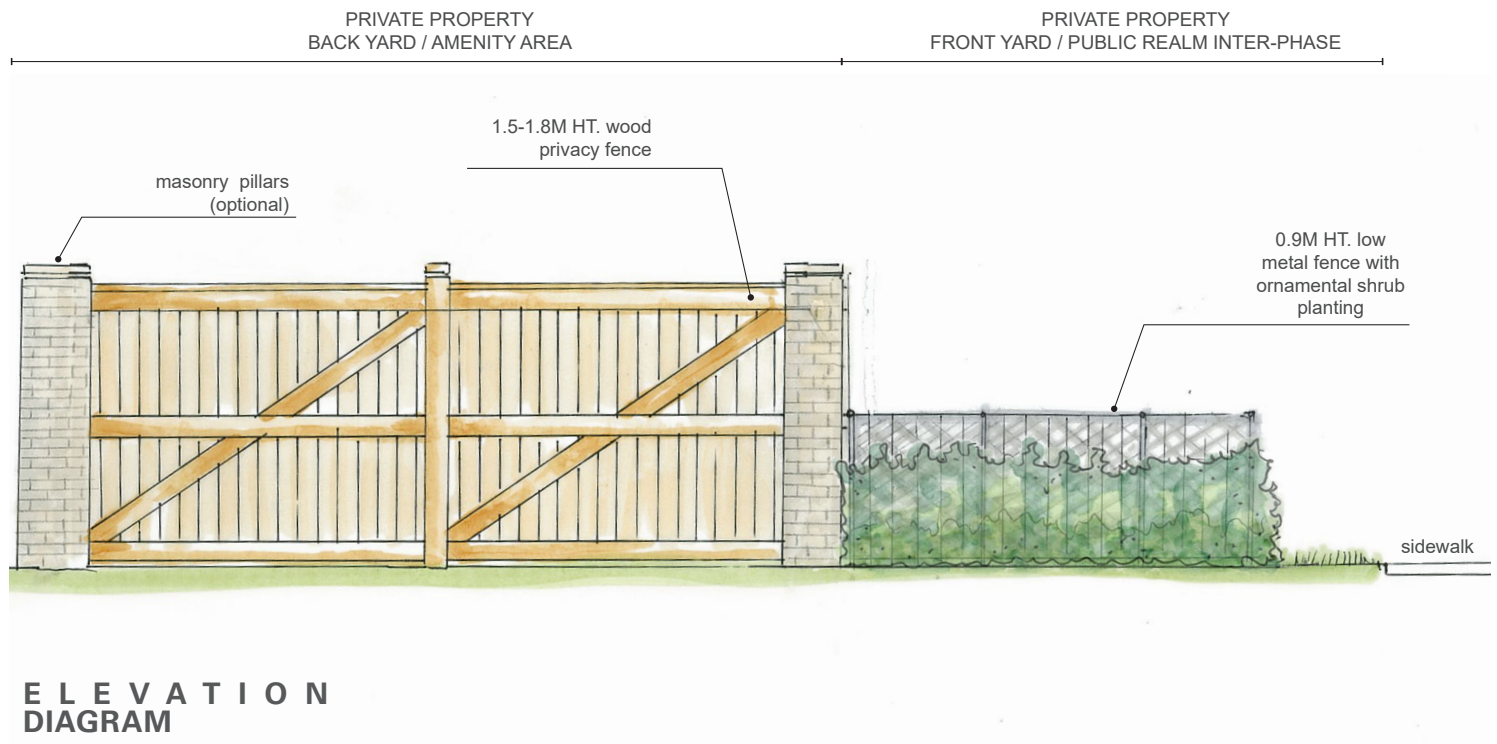 PRIVATE PROPERTY
BACK YARD / AMENITY AREA
PRIVATE PROPERTY
FRONT YARD / PUBLIC REALM INTER-PHASE
1.5-1.8M HT. wood
privacy fence
masonry pillars
(optional)
0.9M HT. low
metal fence with
ornamental shrub
planting
sidewalk
ELEVATION
DIAGRAM